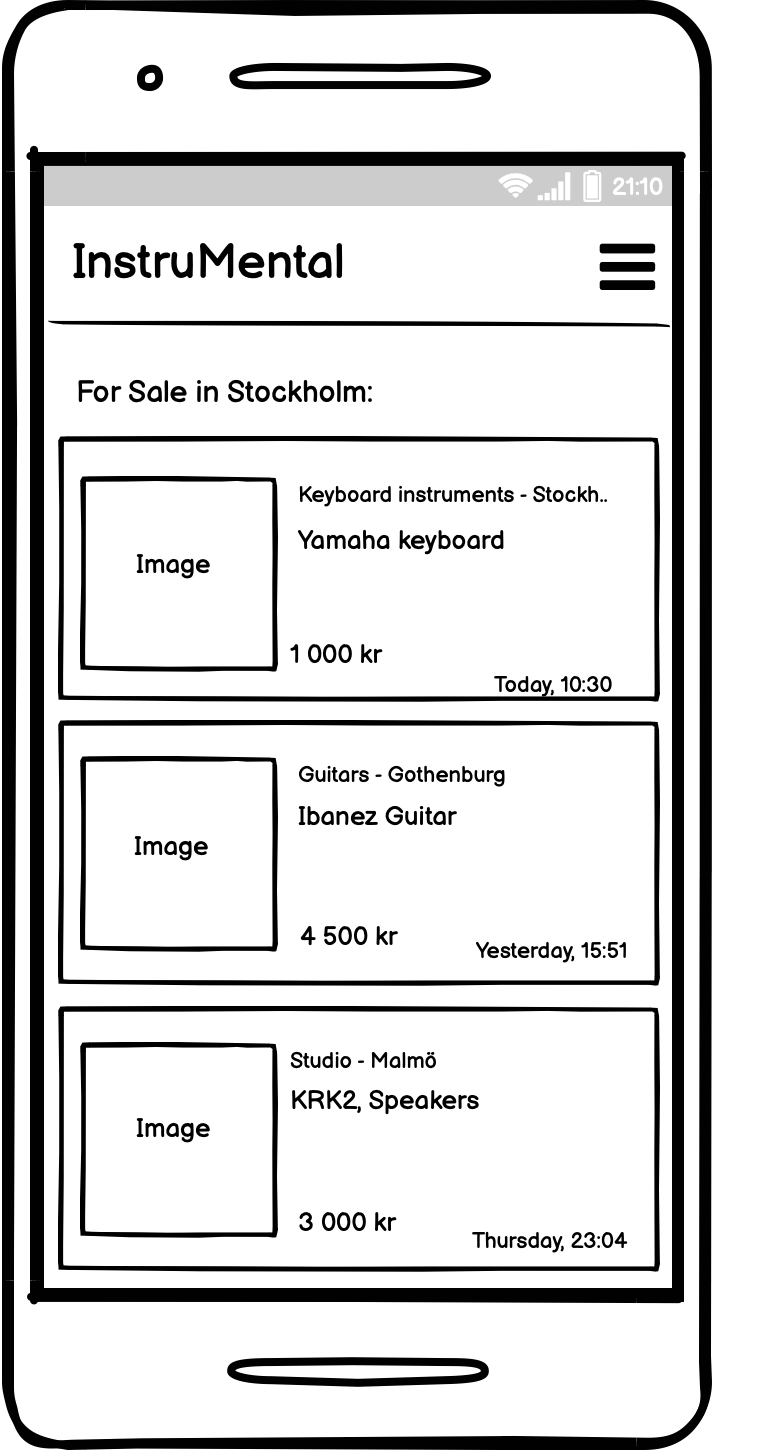 21:10
InstruMental
For Sale in Stockholm:
Keyboard instruments - Stockh..
Yamaha keyboard
Image
1 000 kr
Today, 10:30
Guitars - Gothenburg
Ibanez Guitar
Image
4 500 kr
Yesterday, 15:51
Studio - Malmö
KRK2, Speakers
Image
3 000 kr
Thursday, 23:04